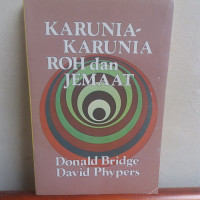 KARUNIA-
KARUNIA
ROH dan
JEMAAT
Donald Bridge
David Phypers